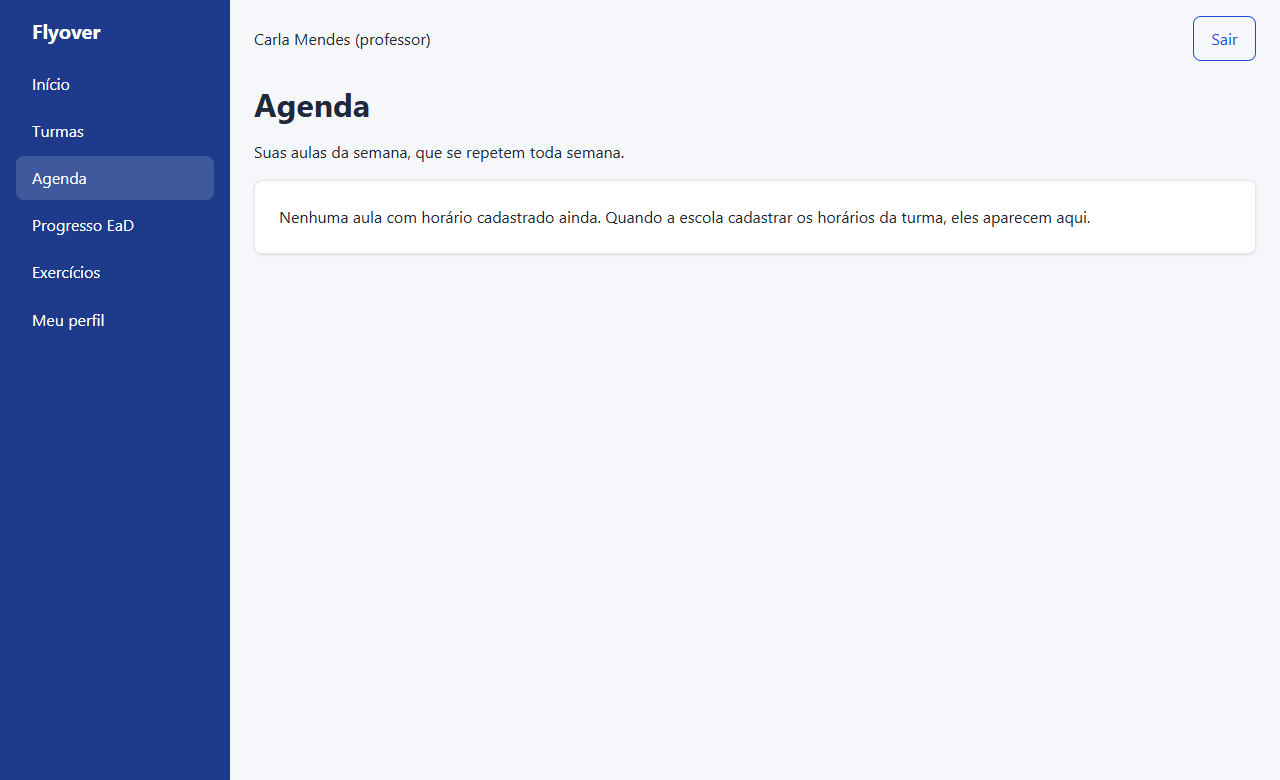 Flyover
Início
Turmas
Agenda
Progresso EaD
Exercícios
Meu perfil
Carla Mendes (professor)
Sair
Agenda
Suas aulas da semana, que se repetem toda semana.
Nenhuma aula com horário cadastrado ainda. Quando a escola cadastrar os horários da turma, eles aparecem aqui.